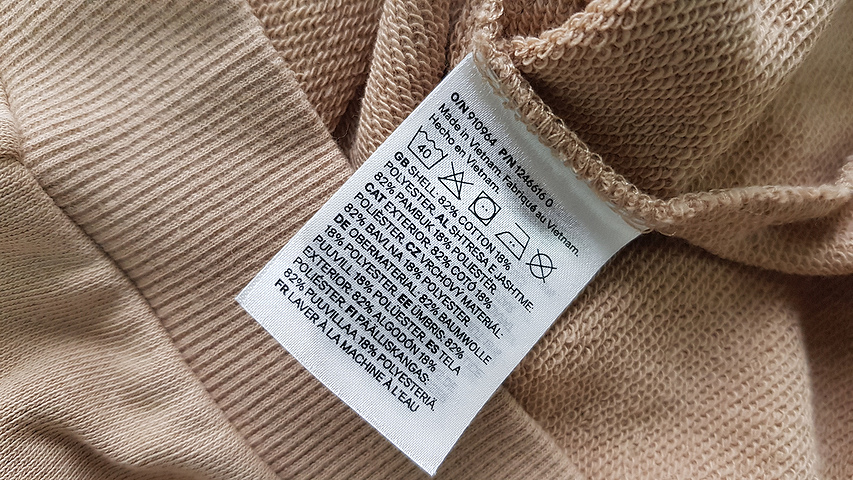 O/N 910964 P/N 1246616 0
Made in Vietnam. Fabriqué au Vietnam.
Hecho en Vietnam.
40
GB SHELL: 82% COTTON 18%
POLYESTER. AL SHTRESA E JASHTME:
82% PAMBUK 18% POLIESTER.
CAT EXTERIOR: 82% COTÓ 18%
POLIÈSTER. CZ VRCHOVÝ MATERIÁL:
82% BAVLNA 18% POLYESTER.
DE OBERMATERIAL: 82% BAUMWOLLE
18% POLYESTER. EE ÜMBRIS: 82%
PUUVILL 18% POLÜESTER. ES TELA
EXTERIOR: 82% ALGODÓN 18%
POLIÉSTER. FI PÄÄLLISKANGAS:
82% PUUVILLAA 18% POLYESTERIÄ.
FR LAVER À LA MACHINE À L'EAU